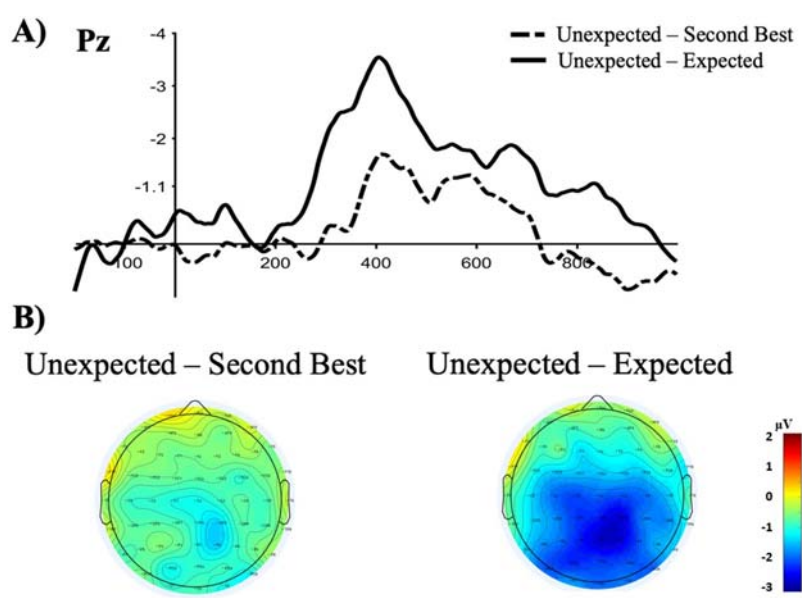 A)
Pz
Unexpected – Second Best
Unexpected – Expected
-4
-3
-2
-1.1
100
200
400
600
800
B)
Unexpected – Second Best
Unexpected – Expected
µV
2
1
0
-1
-2
-3